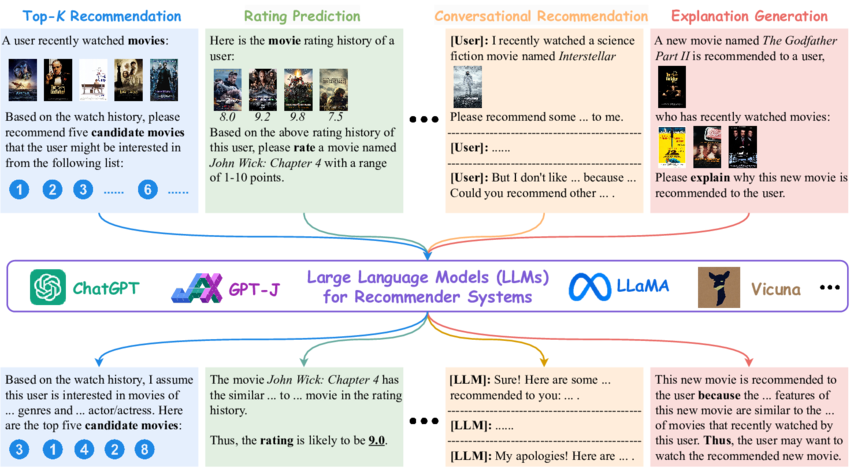 Top-K Recommendation
A user recently watched movies:
Based on the watch history, please
recommend five candidate movies
that the user might be interested in
from the following list:
1 2 3 ...... 6 ......
Rating Prediction
Here is the movie rating history of a
user:
8.0 9.2 9.8 7.5
Based on the above rating history of
this user, please rate a movie named
John Wick: Chapter 4 with a range
of 1-10 points.
Conversational Recommendation
[User]: I recently watched a science
fiction movie named Interstellar
Please recommend some ... to me.
[User]: ......
[User]: But I don't like ... because ...
Could you recommend other ... .
Explanation Generation
A new movie named The Godfather
Part II is recommended to a user,
who has recently watched movies:
Please explain why this new movie is
recommended to the user.
ChatGPT
JAX GPT-J
Large Language Models (LLMs)
for Recommender Systems
LLaMA
Vicuna
Based on the watch history, I assume
this user is interested in movies of
... genres and ... actor/actress. Here
are the top five candidate movies:
3 1 4 2 8
The movie John Wick: Chapter 4 has
the similar ... to ... movie in the rating
history.
Thus, the rating is likely to be 9.0.
[LLM]: Sure! Here are some ...
recommended to you: ... .
[LLM]: ......
[LLM]: My apologies! Here are ... .
This new movie is recommended to
the user because the ... features of
this new movie are similar to the ...
of movies that recently watched by
this user. Thus, the user may want to
watch the recommended new movie.